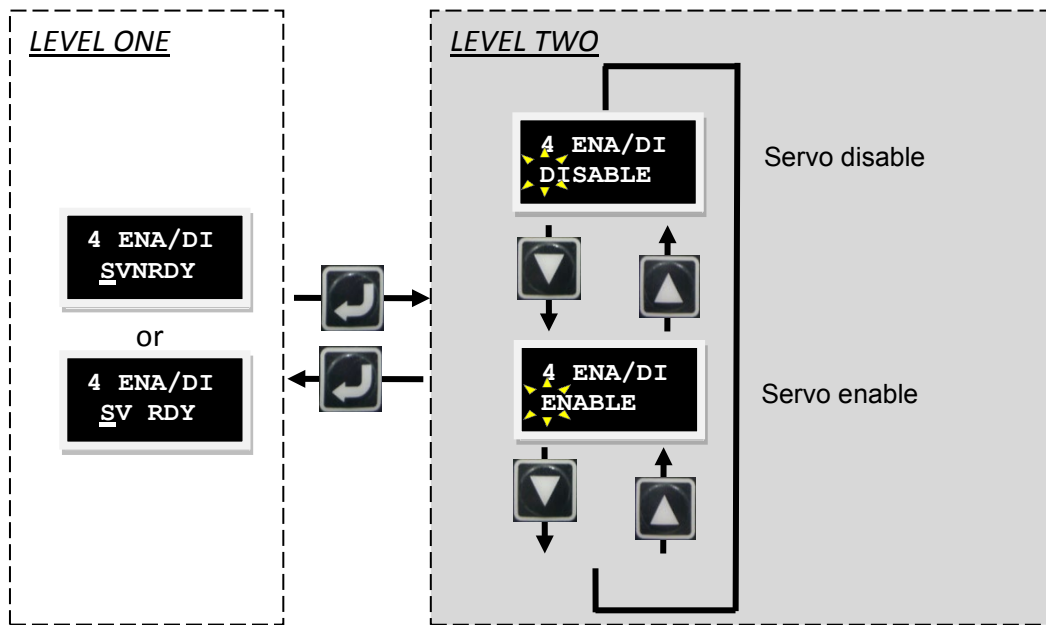 LEVEL ONE
4 ENA/DI
SVNRDY
or
4 ENA/DI
SV RDY
LEVEL TWO
4 ENA/DI
DISABLE
Servo disable
4 ENA/DI
ENABLE
Servo enable